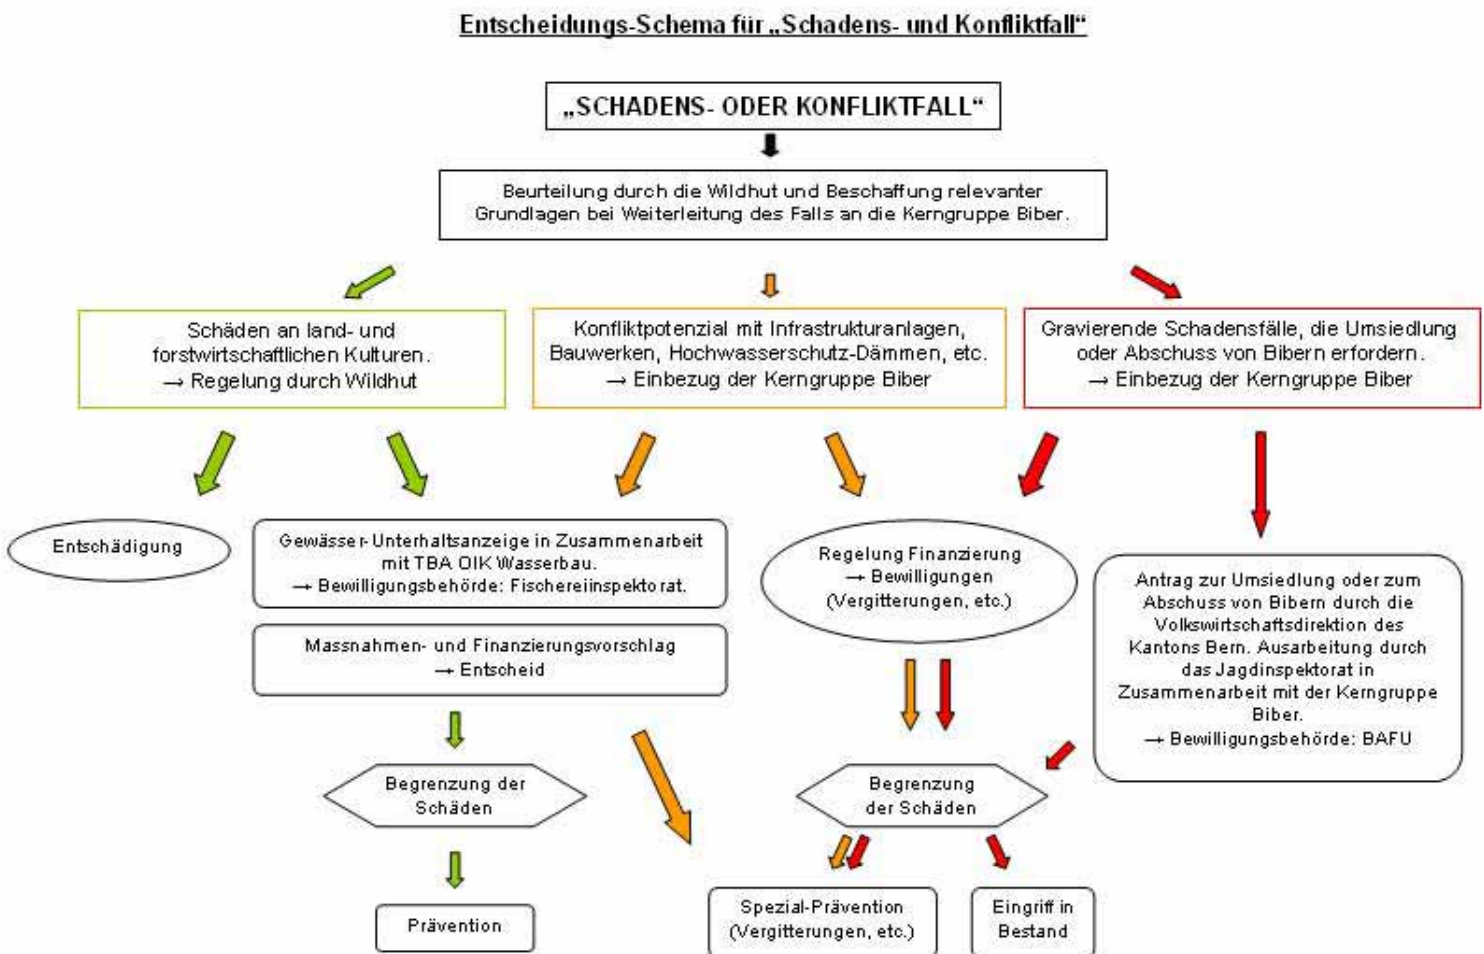 Entscheidungs-Schema für „Schadens- und Konfliktfall“
„SCHADENS- ODER KONFLIKTFALL“
Beurteilung durch die Wildhut und Beschaffung relevanter
Grundlagen bei Weiterleitung des Falls an die Kerngruppe Biber.
Schäden an land- und
forstwirtschaftlichen Kulturen.
→ Regelung durch Wildhut
Konfliktpotenzial mit Infrastrukturanlagen,
Bauwerken, Hochwasserschutz-Dämmen, etc.
→ Einbezug der Kerngruppe Biber
Gravierende Schadensfälle, die Umsiedlung
oder Abschuss von Bibern erfordern.
→ Einbezug der Kerngruppe Biber
Entschädigung
Gewässer-Unterhaltsanzeige in Zusammenarbeit
mit TBA OIK Wasserbau.
→ Bewilligungsbehörde: Fischereiinspektorat.
Massnahmen- und Finanzierungsvorschlag
→ Entscheid
Regelung Finanzierung
→ Bewilligungen
(Vergitterungen, etc.)
Antrag zur Umsiedlung oder zum
Abschuss von Bibern durch die
Volkswirtschaftsdirektion des
Kantons Bern. Ausarbeitung durch
das Jagdinspektorat in
Zusammenarbeit mit der Kerngruppe
Biber.
→ Bewilligungsbehörde: BAFU
Begrenzung der
Schäden
Begrenzung
der Schäden
Prävention
Spezial-Prävention
(Vergitterungen, etc.)
Eingriff in
Bestand